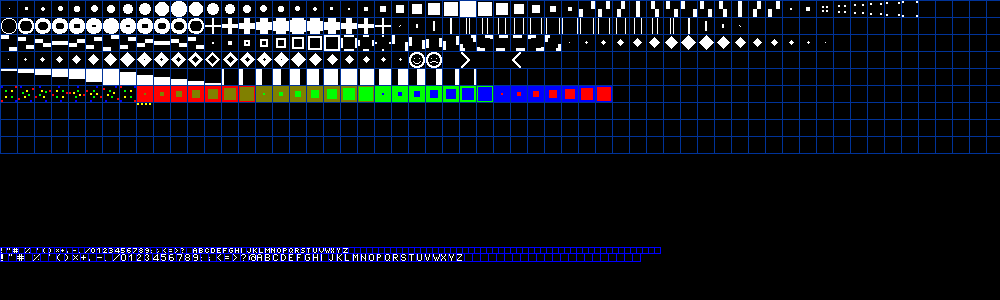 !"# % '()×+,-./0123456789:;<=>? ABCDEFGHIJKLMNOPQRSTUVWXYZ
!"# % '()×+,-./0123456789:;<=>?@ABCDEFGHIJKLMNOPQRSTUVWXYZ